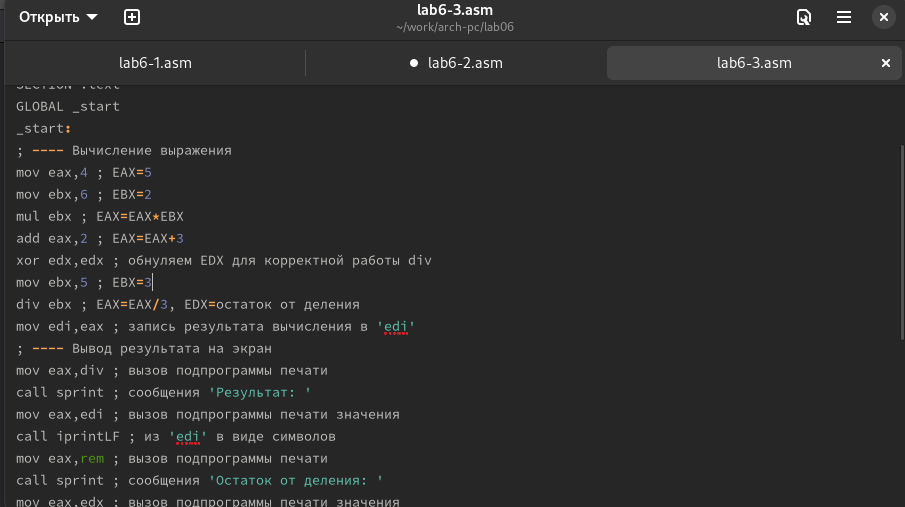 Открыть
lab6-3.asm
~/work/arch-pc/lab06
lab6-1.asm
lab6-2.asm
lab6-3.asm
SECTION .text
GLOBAL _start
_start:
; ---- Вычисление выражения
mov eax,4 ; EAX=5
mov ebx,6 ; EBX=2
mul ebx ; EAX=EAX*EBX
add eax,2 ; EAX=EAX+3
xor edx,edx ; обнуляем EDX для корректной работы div
mov ebx,5 ; EBX=3
div ebx ; EAX=EAX/3, EDX=остаток от деления
mov edi,eax ; запись результата вычисления в 'edi'
; ---- Вывод результата на экран
mov eax,div ; вызов подпрограммы печати
call sprint ; сообщения 'Результат: '
mov eax,edi ; вызов подпрограммы печати значения
call iprintLF ; из 'edi' в виде символов
mov eax,rem ; вызов подпрограммы печати
call sprint ; сообщения 'Остаток от деления: '
mov eax,edx ; вызов подпрограммы печати значения